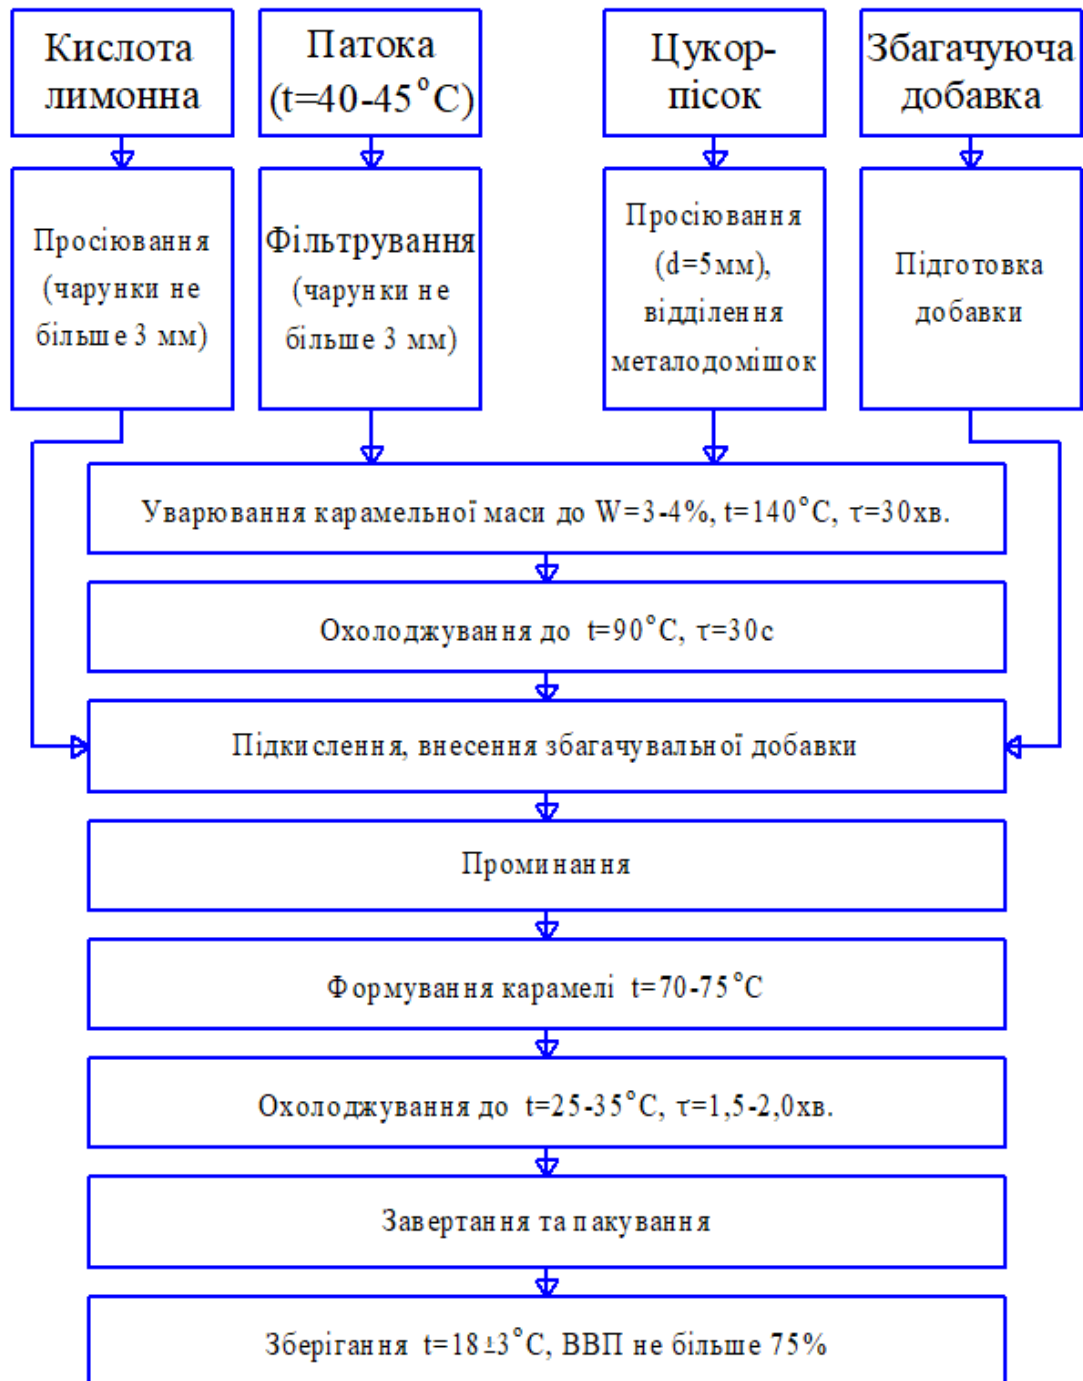 Кислота
лимонна
Патока
(t=40-45°С)
Цукор-
пісок
Збагачуюча
добавка
Просіювання
(чарунки не
більше 3 мм)
Фільтрування
(чарунки не
більше 3 мм)
Просіювання
(d=5мм),
відділення
металодомішок
Підготовка
добавки
Уварювання карамельної маси до W=3-4%, t=140°С, τ=30хв.
Охолоджування до t=90°С, τ=30с
Підкислення, внесення збагачувальної добавки
Проминання
Формування карамелі t=70-75°С
Охолоджування до t=25-35°С, τ=1,5-2,0хв.
Завертання та пакування
Зберігання t=18±3°С, ВВП не більше 75%